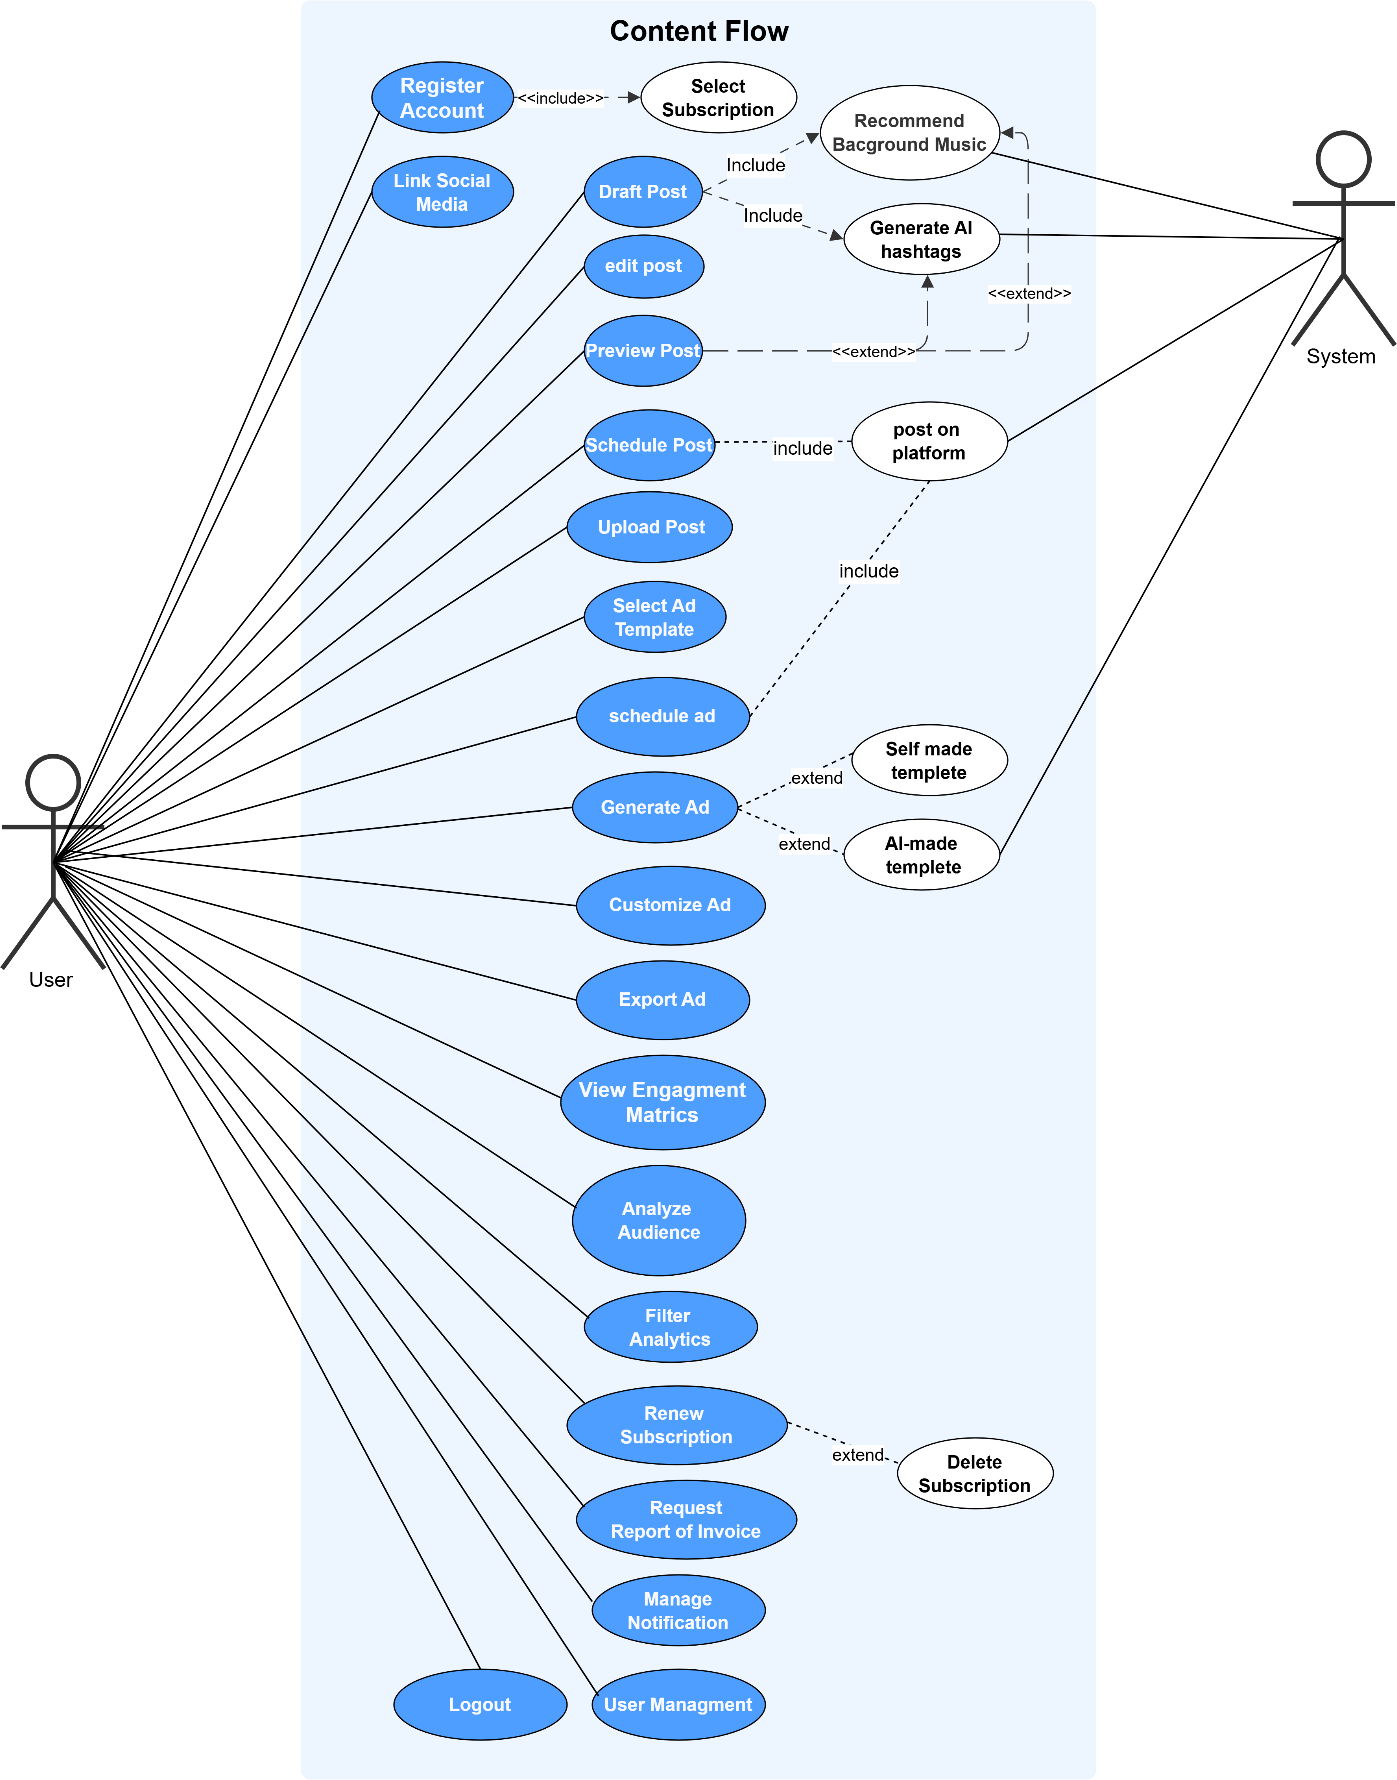 Content Flow
Register
Account
<<include>>
Select
Subscription
Recommend
Bacground Music
Link Social
Media
Draft Post
Include
Include
Generate AI
hashtags
edit post
<<extend>>
Preview Post
<<extend>>
System
Schedule Post
include
post on
platform
Upload Post
include
Select Ad
Template
schedule ad
Self made
templete
extend
Generate Ad
extend
AI-made
templete
Customize Ad
User
Export Ad
View Engagment
Matrics
Analyze
Audience
Filter
Analytics
Renew
Subscription
extend
Delete
Subscription
Request
Report of Invoice
Manage
Notification
Logout
User Managment